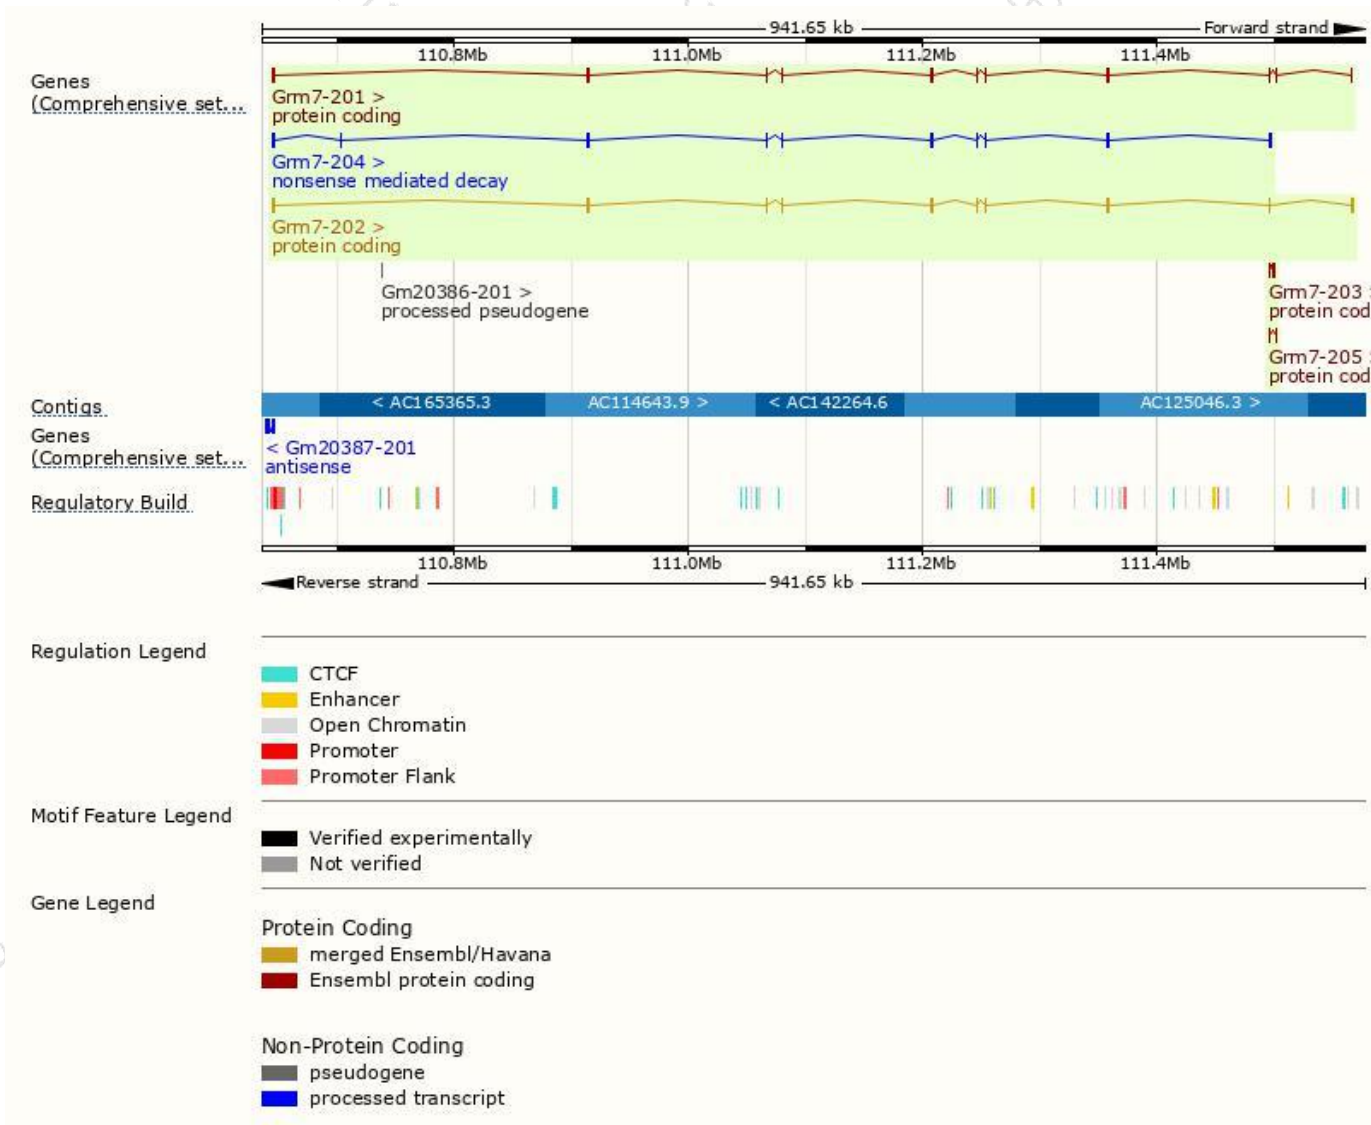 941.65 kb
Forward strand
110.8Mb 111.0Mb 111.2Mb 111.4Mb
Genes
(Comprehensive set...
Grm7-201 >
protein coding
Grm7-204 >
nonsense mediated decay
Grm7-202 >
protein coding
Gm20386-201 >
processed pseudogene
Grm7-203
protein cod
Grm7-205
protein cod
Contigs
< AC165365.3 AC114643.9 > < AC142264.6 AC125046.3 >
Genes
(Comprehensive set...
< Gm20387-201
antisense
Regulatory Build
110.8Mb 111.0Mb 111.2Mb 111.4Mb
Reverse strand
941.65 kb
Regulation Legend
CTCF
Enhancer
Open Chromatin
Promoter
Promoter Flank
Motif Feature Legend
Verified experimentally
Not verified
Gene Legend
Protein Coding
merged Ensembl/Havana
Ensembl protein coding
Non-Protein Coding
pseudogene
processed transcript